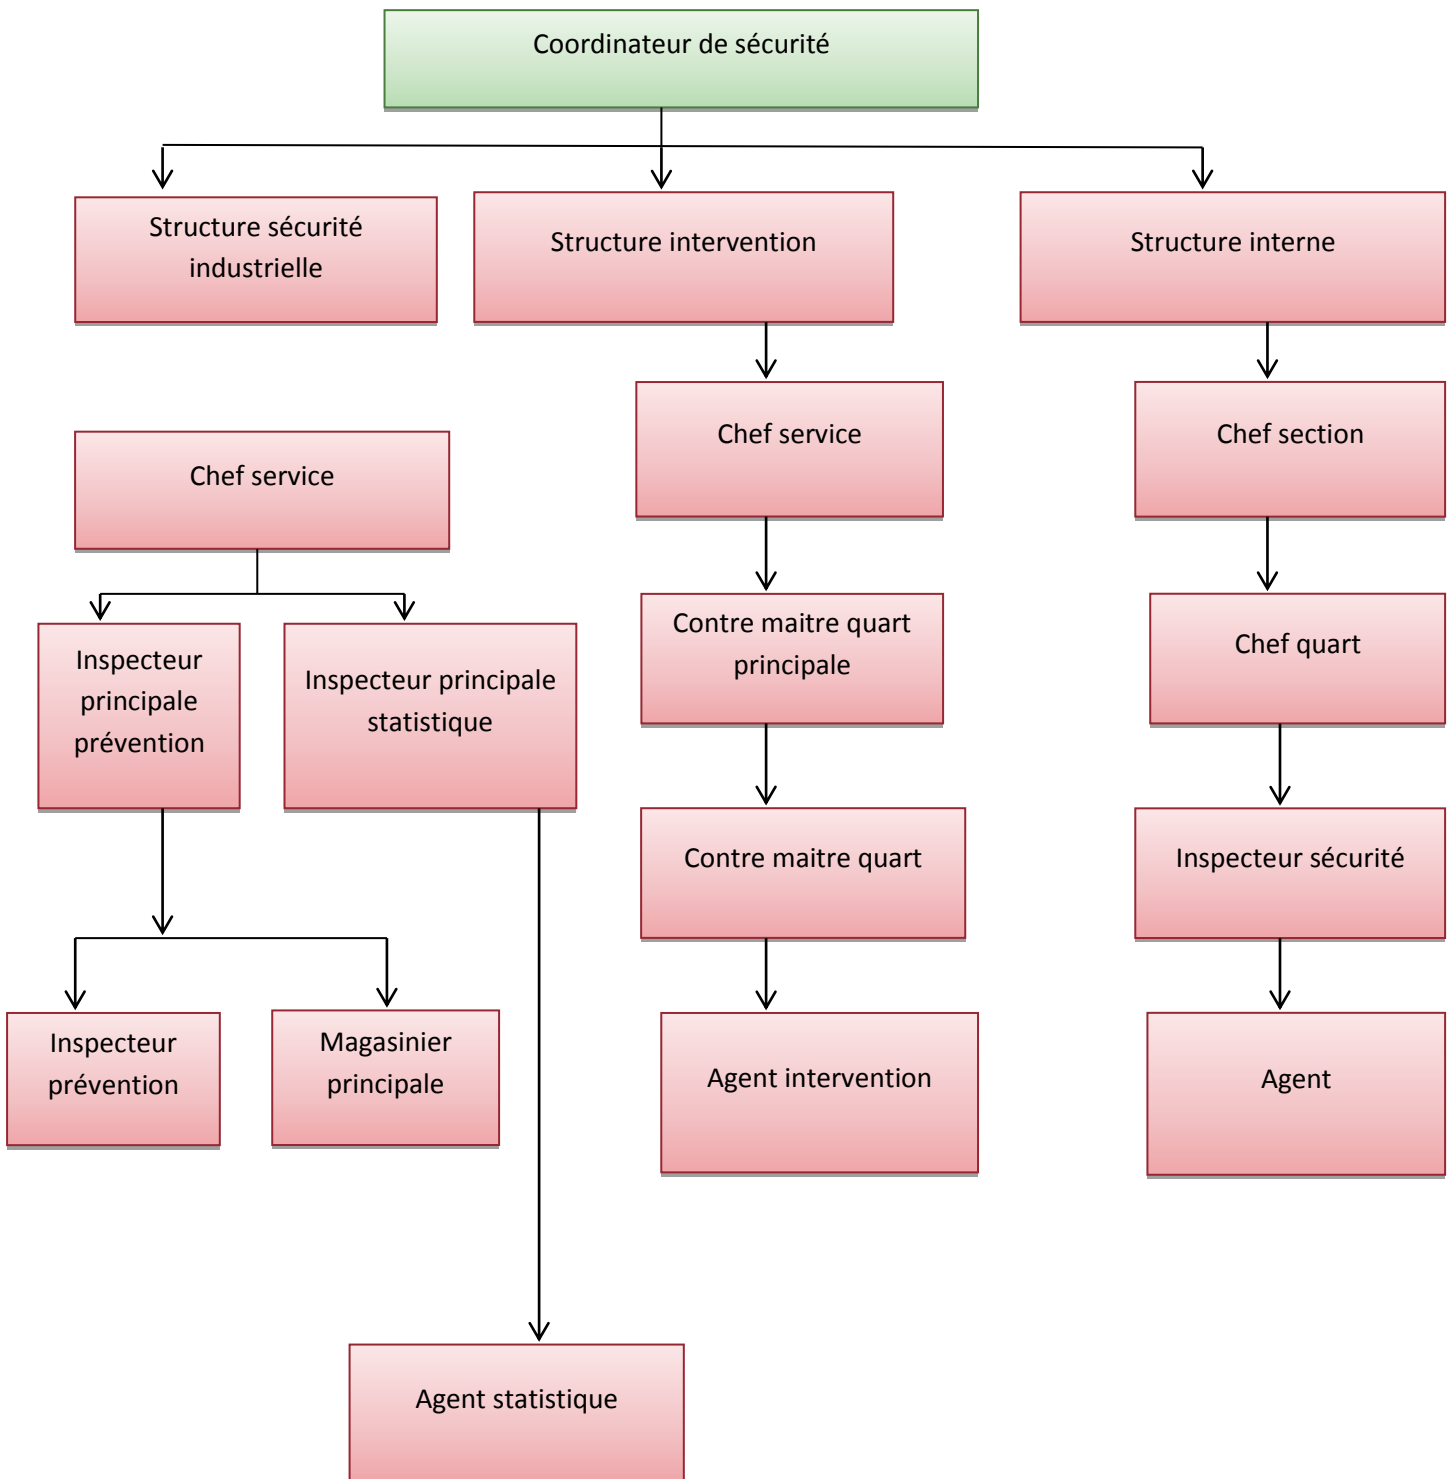 Coordinateur de sécurité
Structure sécurité
industrielle
Structure intervention
Structure interne
Chef service
Chef section
Chef service
Contre maitre quart
principale
Chef quart
Inspecteur
principale
prévention
Inspecteur principale
statistique
Contre maitre quart
Inspecteur sécurité
Inspecteur
prévention
Magasinier
principale
Agent intervention
Agent
Agent statistique